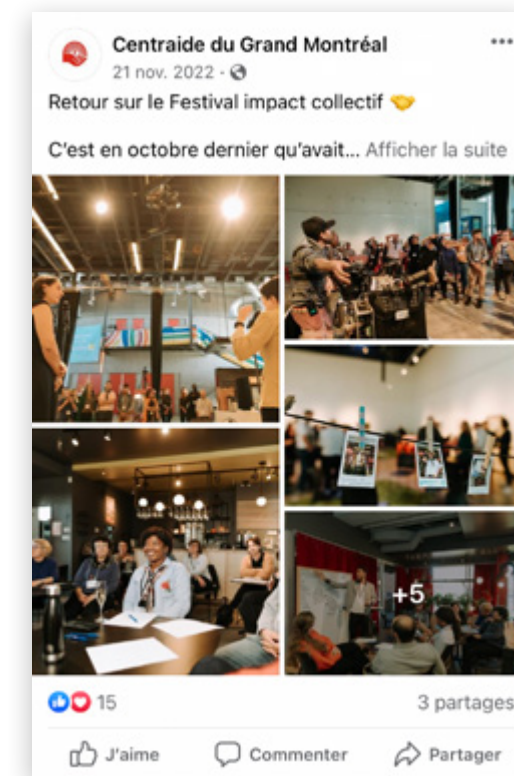 Centraide du Grand Montréal
21 nov. 2022 ·
Retour sur le Festival impact collectif 🤝
C'est en octobre dernier qu'avait... Afficher la suite
+5
15
3 partages
J'aime
Commenter
Partager